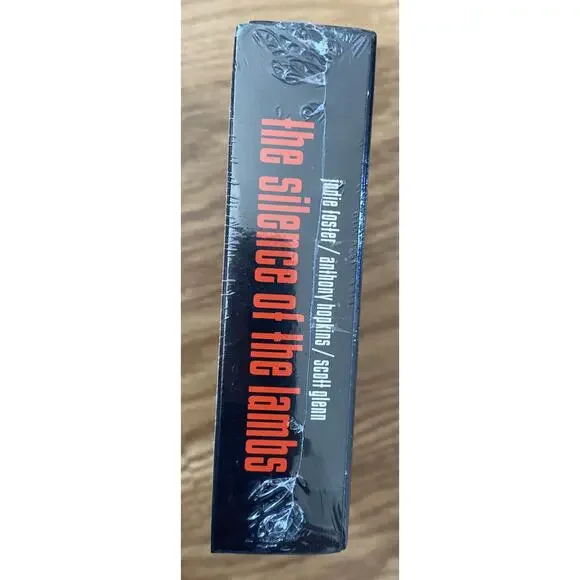 jodie foster / anthony hopkins / scott glenn
the silence of the lambs